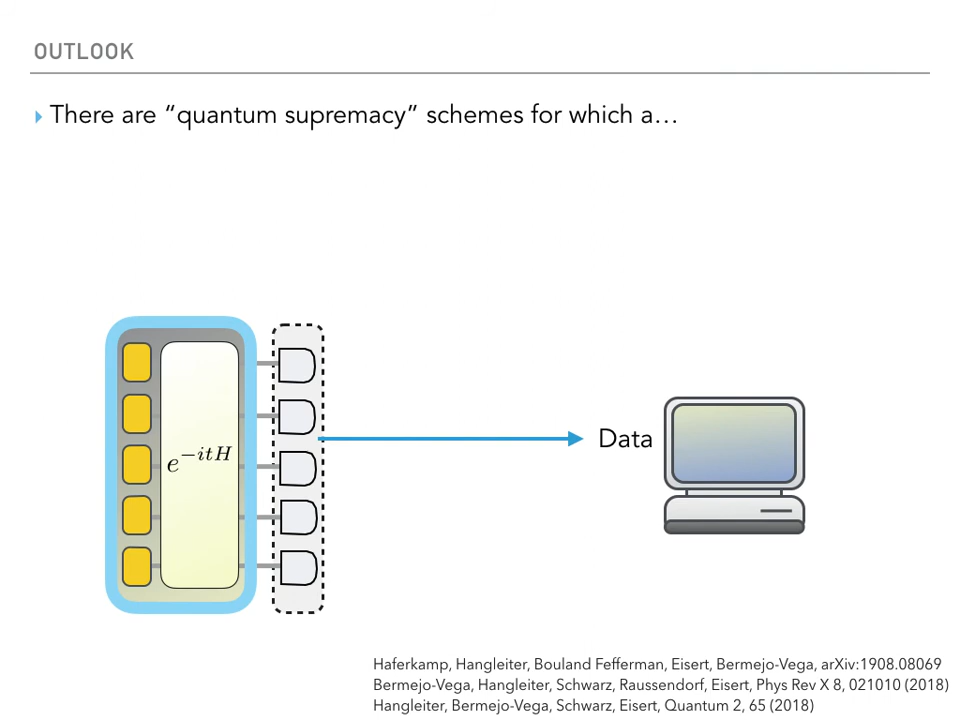 OUTLOOK
There are “quantum supremacy” schemes for which a…
e^{-itH}
Data
Haferkamp, Hangleiter, Bouland Fefferman, Eisert, Bermejo-Vega, arXiv:1908.08069
Bermejo-Vega, Hangleiter, Schwarz, Raussendorf, Eisert, Phys Rev X 8, 021010 (2018)
Hangleiter, Bermejo-Vega, Schwarz, Eisert, Quantum 2, 65 (2018)